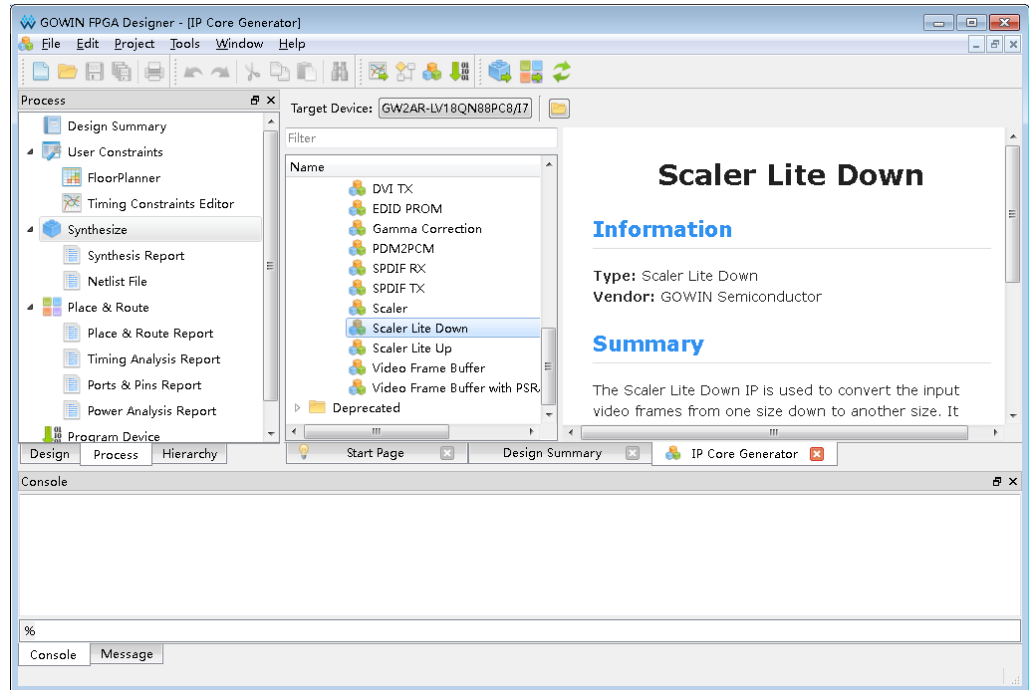 GOWIN FPGA Designer - [IP Core Generator]
File Edit Project Tools Window Help
Process
Design Summary
User Constraints
FloorPlanner
Timing Constraints Editor
Synthesize
Synthesis Report
Netlist File
Place & Route
Place & Route Report
Timing Analysis Report
Ports & Pins Report
Power Analysis Report
Program Device
Design Process Hierarchy
Target Device: GW2AR-LV18QN88PC8/I7
Filter
Name
DVI TX
EDID PROM
Gamma Correction
PDM2PCM
SPDIF RX
SPDIF TX
Scaler
Scaler Lite Down
Scaler Lite Up
Video Frame Buffer
Video Frame Buffer with PSR
Deprecated
Scaler Lite Down
Information
Type: Scaler Lite Down
Vendor: GOWIN Semiconductor
Summary
The Scaler Lite Down IP is used to convert the input
video frames from one size down to another size. It
Start Page Design Summary IP Core Generator
Console
%
Console Message